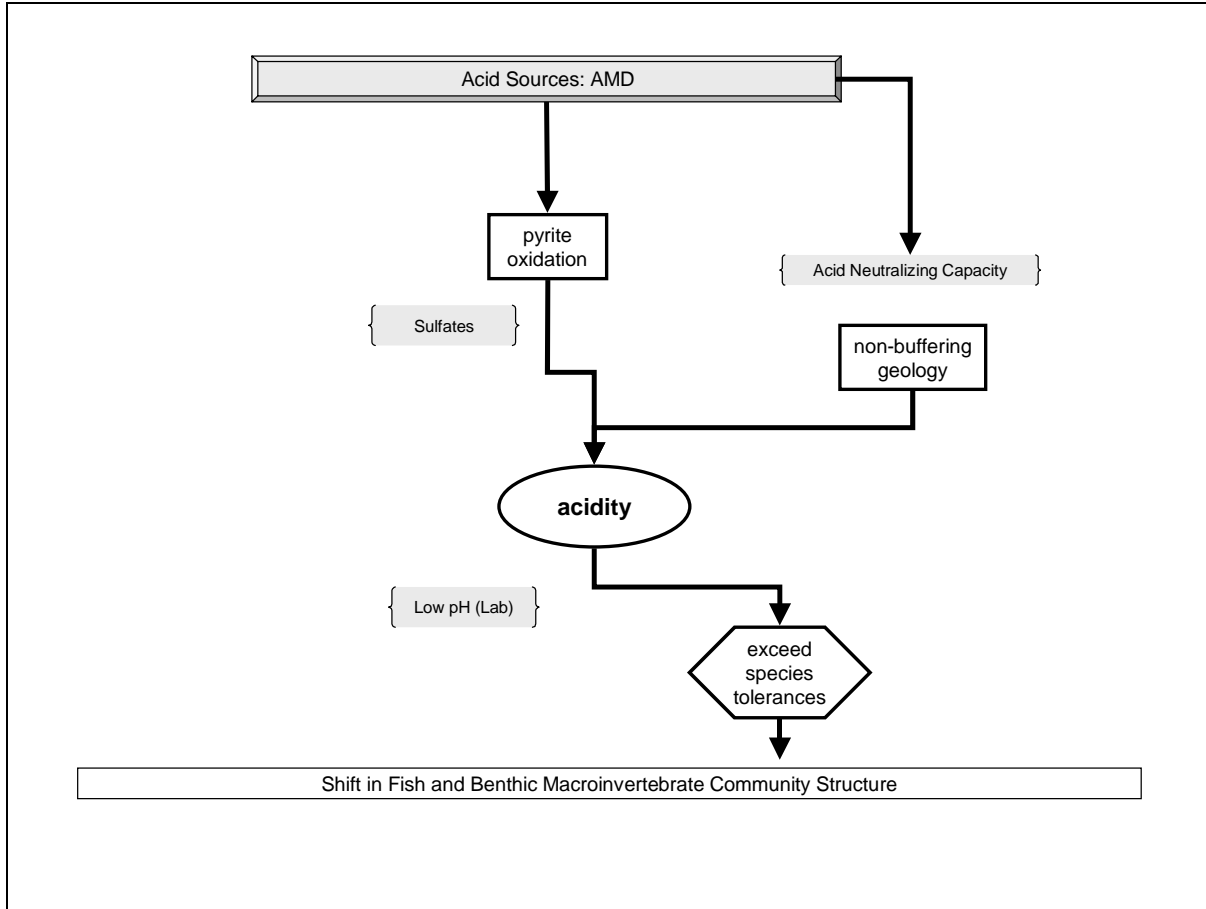 Acid Sources: AMD
pyrite
oxidation
Acid Neutralizing Capacity
Sulfates
non-buffering
geology
acidity
Low pH (Lab)
exceed
species
tolerances
Shift in Fish and Benthic Macroinvertebrate Community Structure